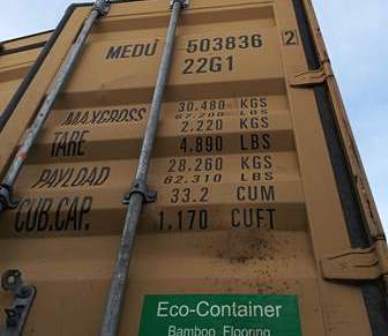 MEDU 503836 2
22G1
MAXGROSS 30.480 KGS
67.200 LBS
TARE 2.220 KGS
4.890 LBS
PAYLOAD 28.260 KGS
62.310 LBS
CUB.CAP. 33.2 CUM
1.170 CUFT
Eco-Container
Bamboo Flooring